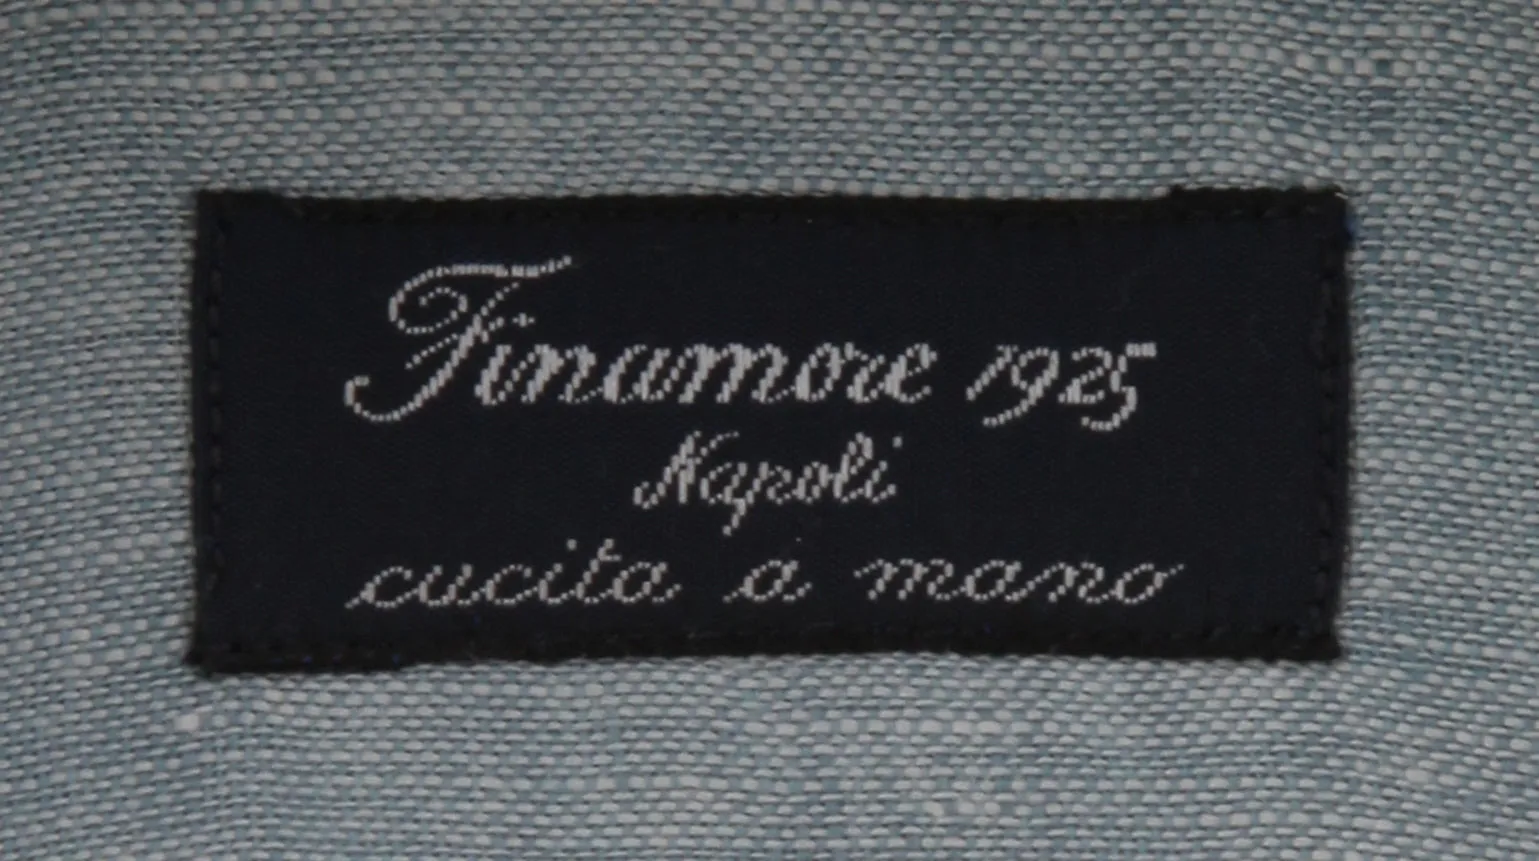 Finamore 1925
Napoli
cucita a mano